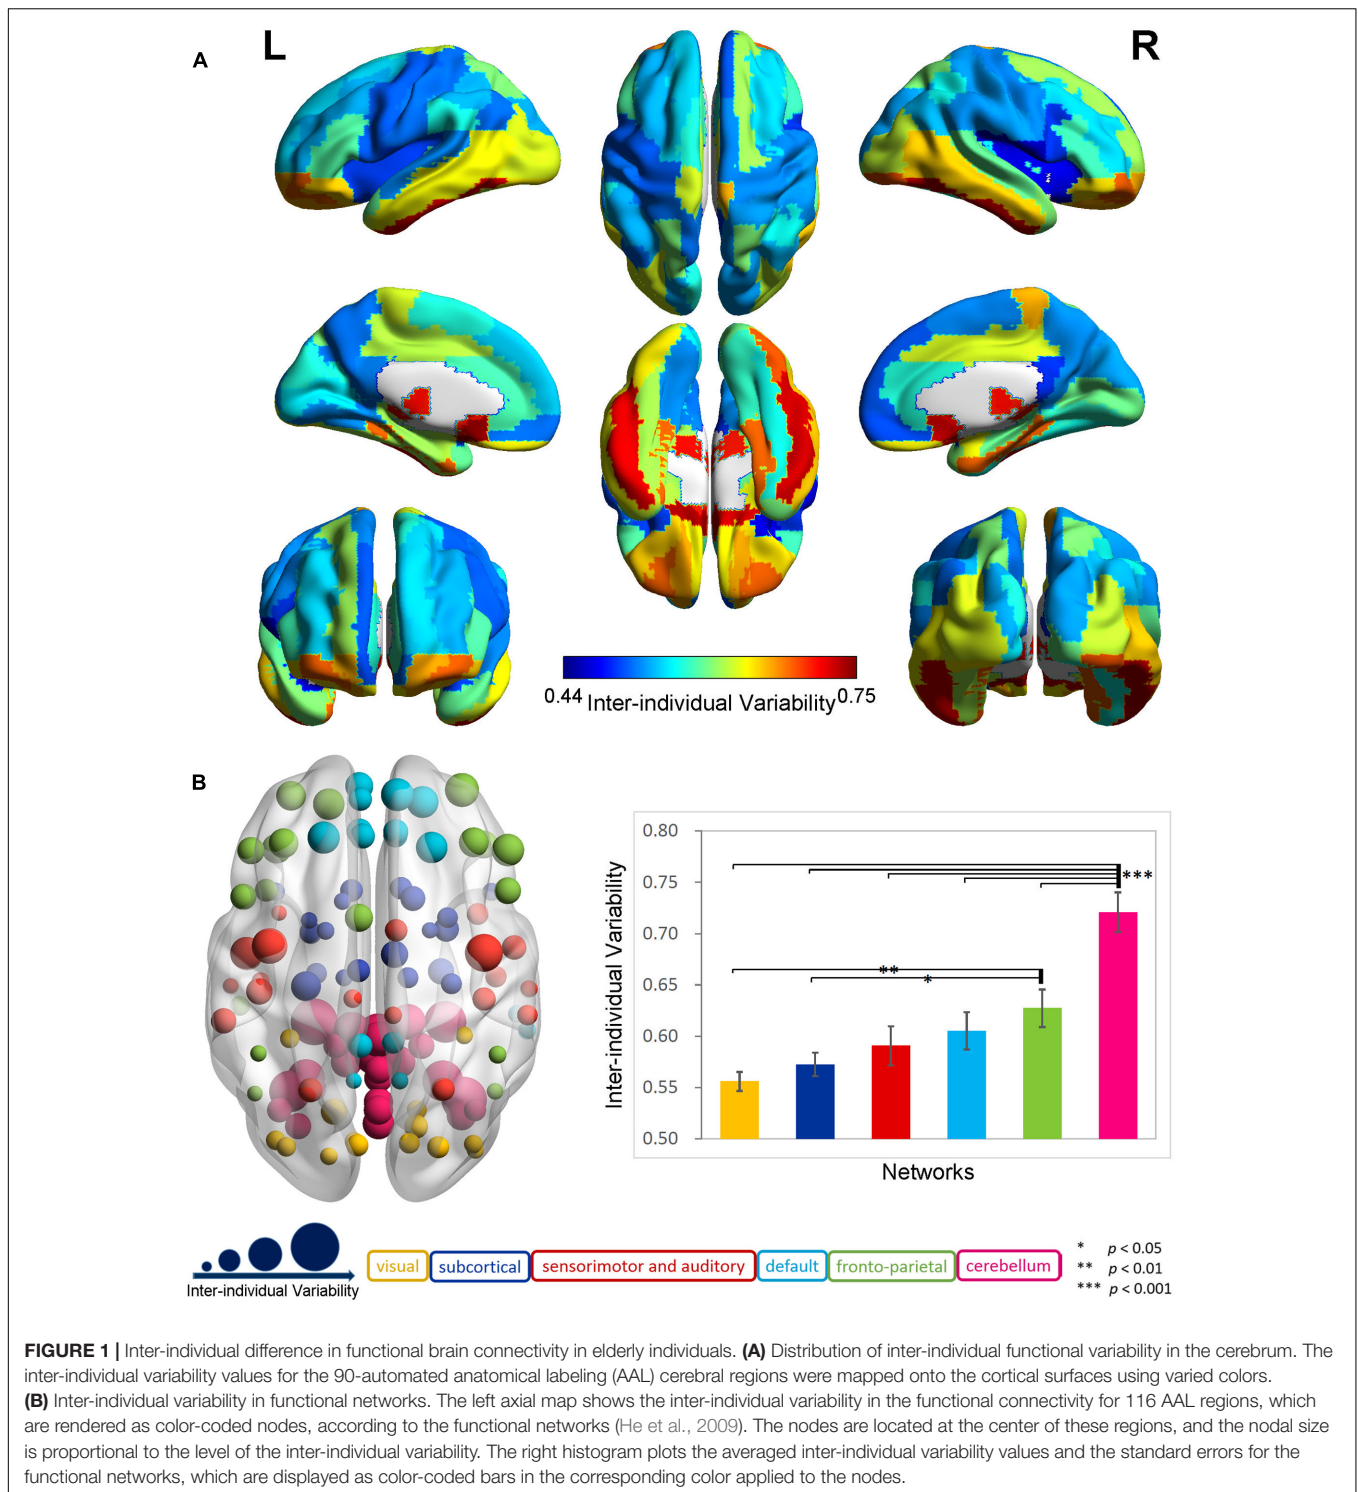 A
L
R
0.44 Inter-individual Variability 0.75
B
Inter-individual Variability
0.80
0.75
0.70
0.65
0.60
0.55
0.50
***
**
*
Networks
Inter-individual Variability
visual subcortical sensorimotor and auditory default fronto-parietal cerebellum
* p < 0.05
** p < 0.01
*** p < 0.001
FIGURE 1 | Inter-individual difference in functional brain connectivity in elderly individuals. (A) Distribution of inter-individual functional variability in the cerebrum. The
inter-individual variability values for the 90-automated anatomical labeling (AAL) cerebral regions were mapped onto the cortical surfaces using varied colors.
(B) Inter-individual variability in functional networks. The left axial map shows the inter-individual variability in the functional connectivity for 116 AAL regions, which
are rendered as color-coded nodes, according to the functional networks (He et al., 2009). The nodes are located at the center of these regions, and the nodal size
is proportional to the level of the inter-individual variability. The right histogram plots the averaged inter-individual variability values and the standard errors for the
functional networks, which are displayed as color-coded bars in the corresponding color applied to the nodes.